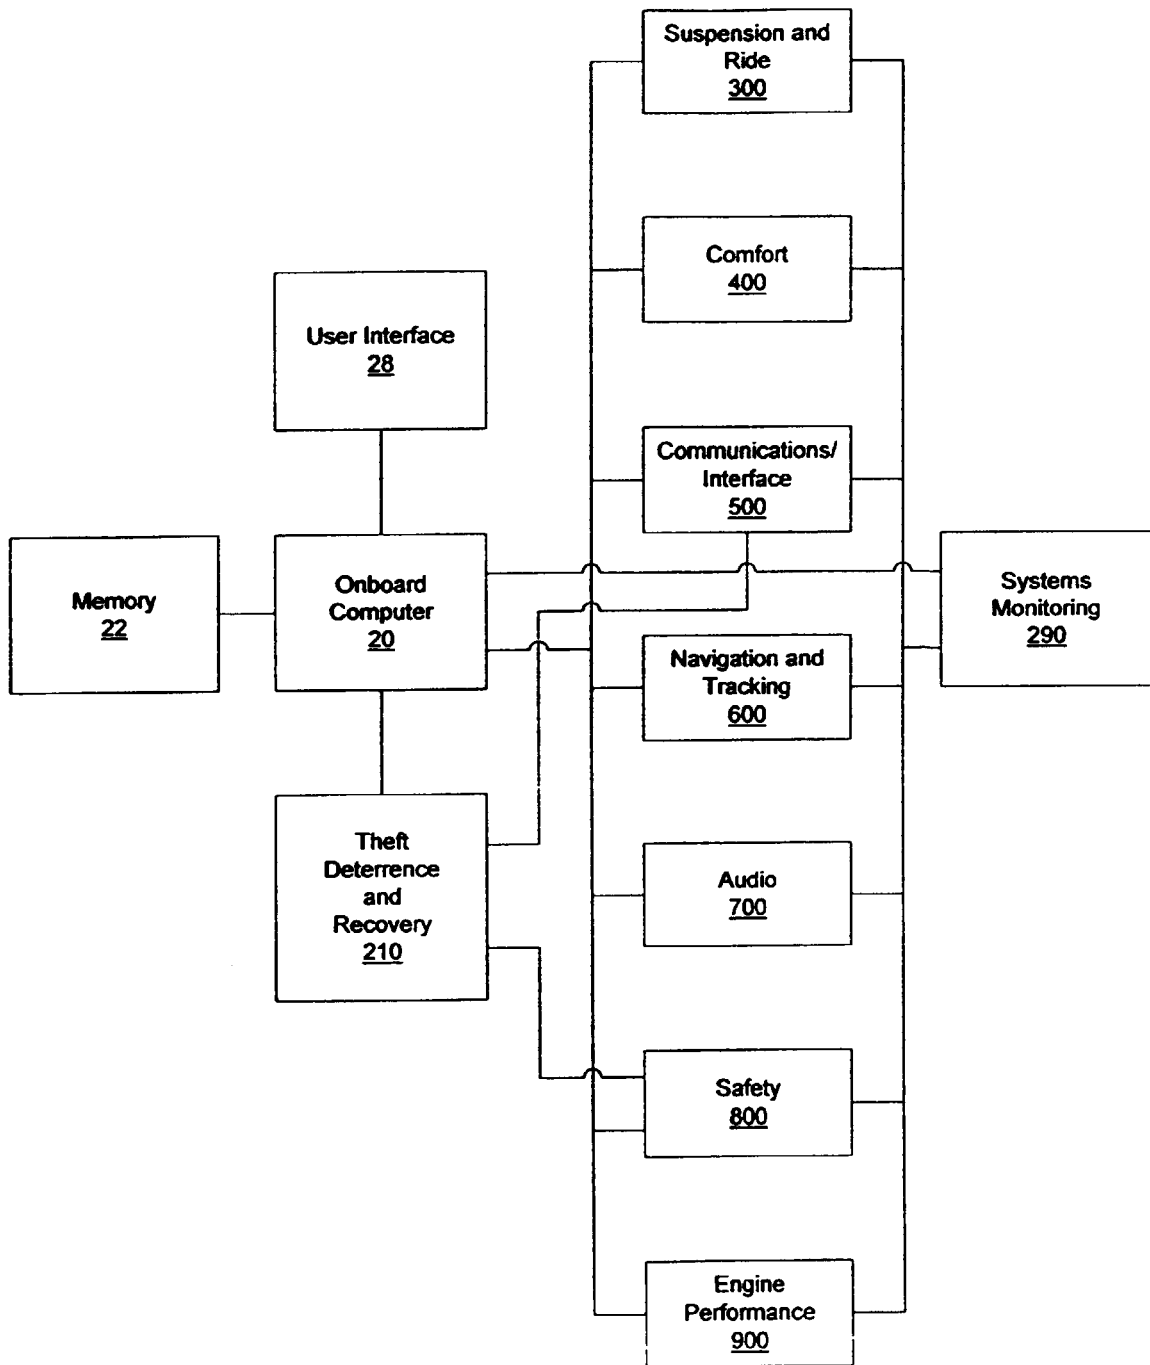 Suspension and
Ride
300
Comfort
400
User Interface
28
Communications/
Interface
500
Memory
22
Onboard
Computer
20
Systems
Monitoring
290
Navigation and
Tracking
600
Theft
Deterrence
and
Recovery
210
Audio
700
Safety
800
Engine
Performance
900